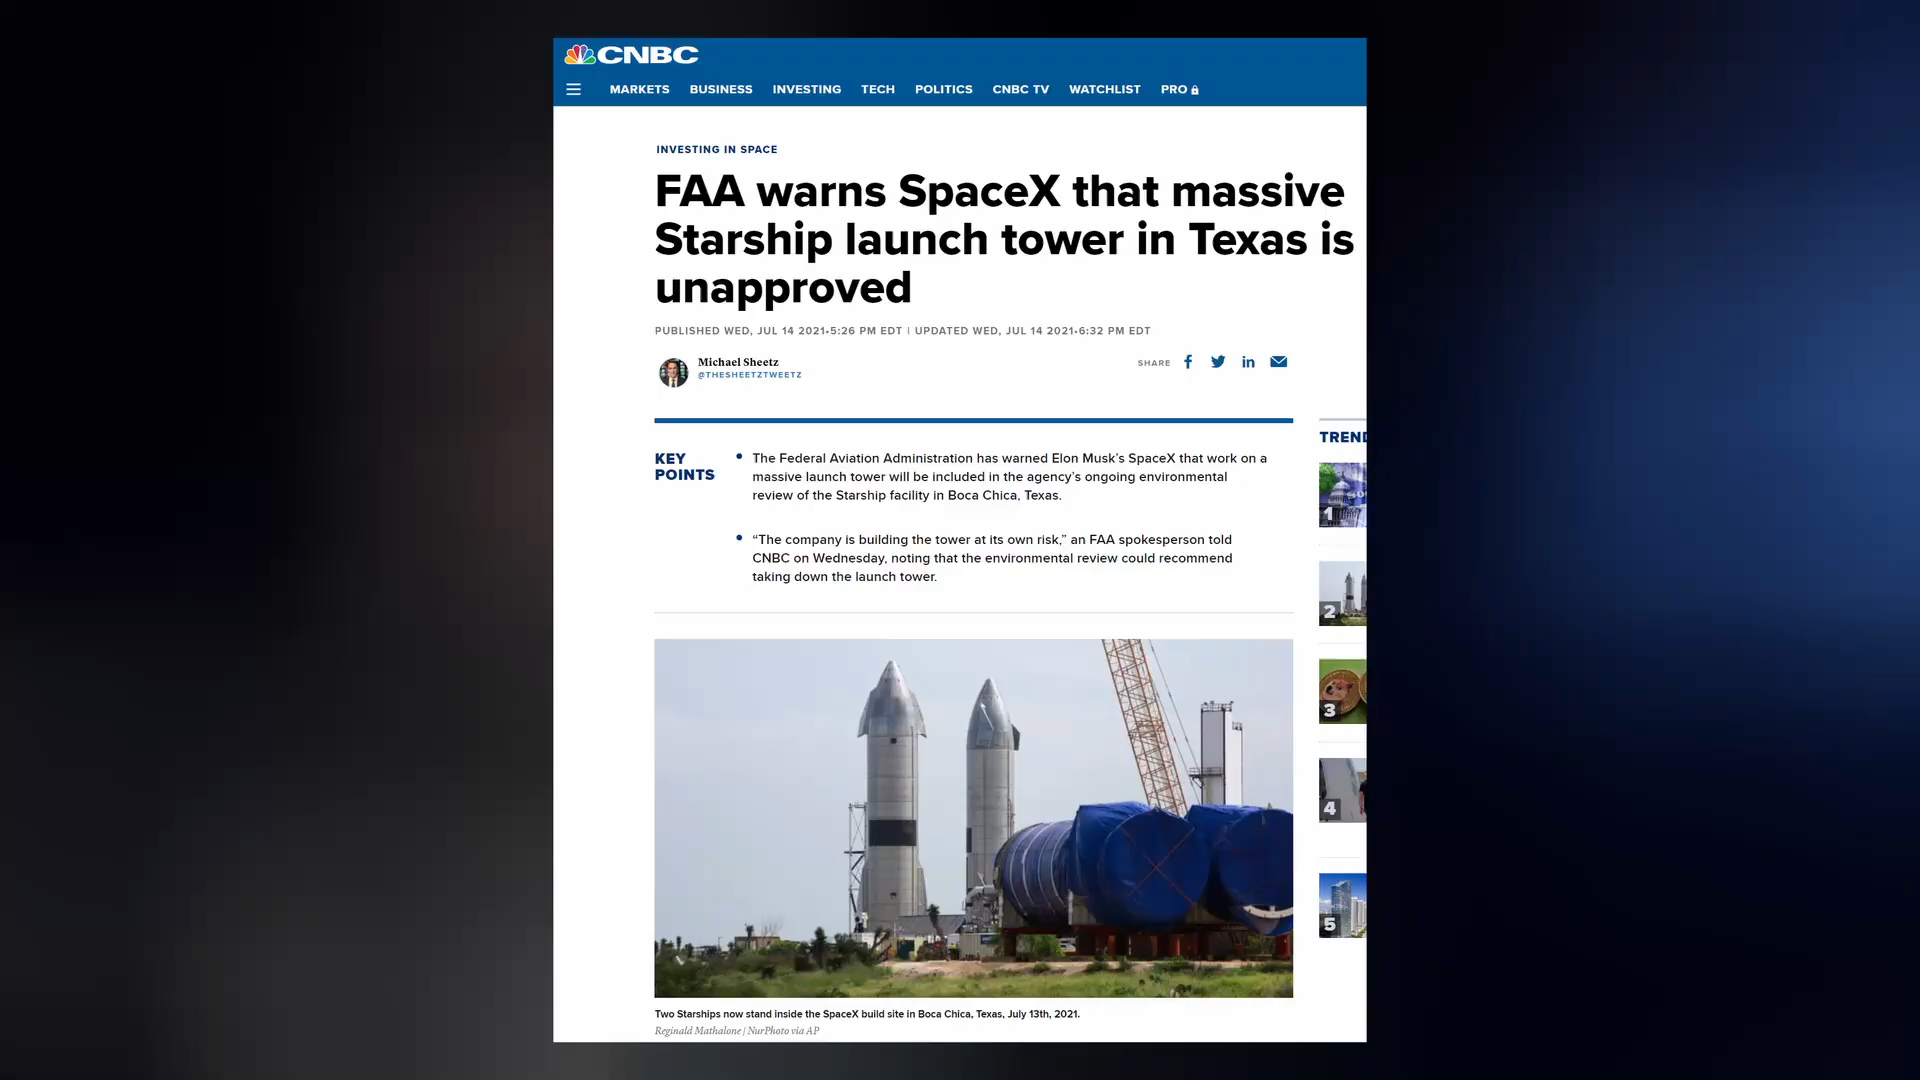 CNBC
MARKETS BUSINESS INVESTING TECH POLITICS CNBC TV WATCHLIST PRO
INVESTING IN SPACE
FAA warns SpaceX that massive
Starship launch tower in Texas is
unapproved
PUBLISHED WED, JUL 14 2021•5:26 PM EDT | UPDATED WED, JUL 14 2021•6:32 PM EDT
Michael Sheetz
@THESHEETZTWEETZ
SHARE
KEY
POINTS
• The Federal Aviation Administration has warned Elon Musk’s SpaceX that work on a
massive launch tower will be included in the agency’s ongoing environmental
review of the Starship facility in Boca Chica, Texas.
• “The company is building the tower at its own risk,” an FAA spokesperson told
CNBC on Wednesday, noting that the environmental review could recommend
taking down the launch tower.
TREND
1
2
3
4
5
Two Starships now stand inside the SpaceX build site in Boca Chica, Texas, July 13th, 2021.
Reginald Mathalone | NurPhoto via AP